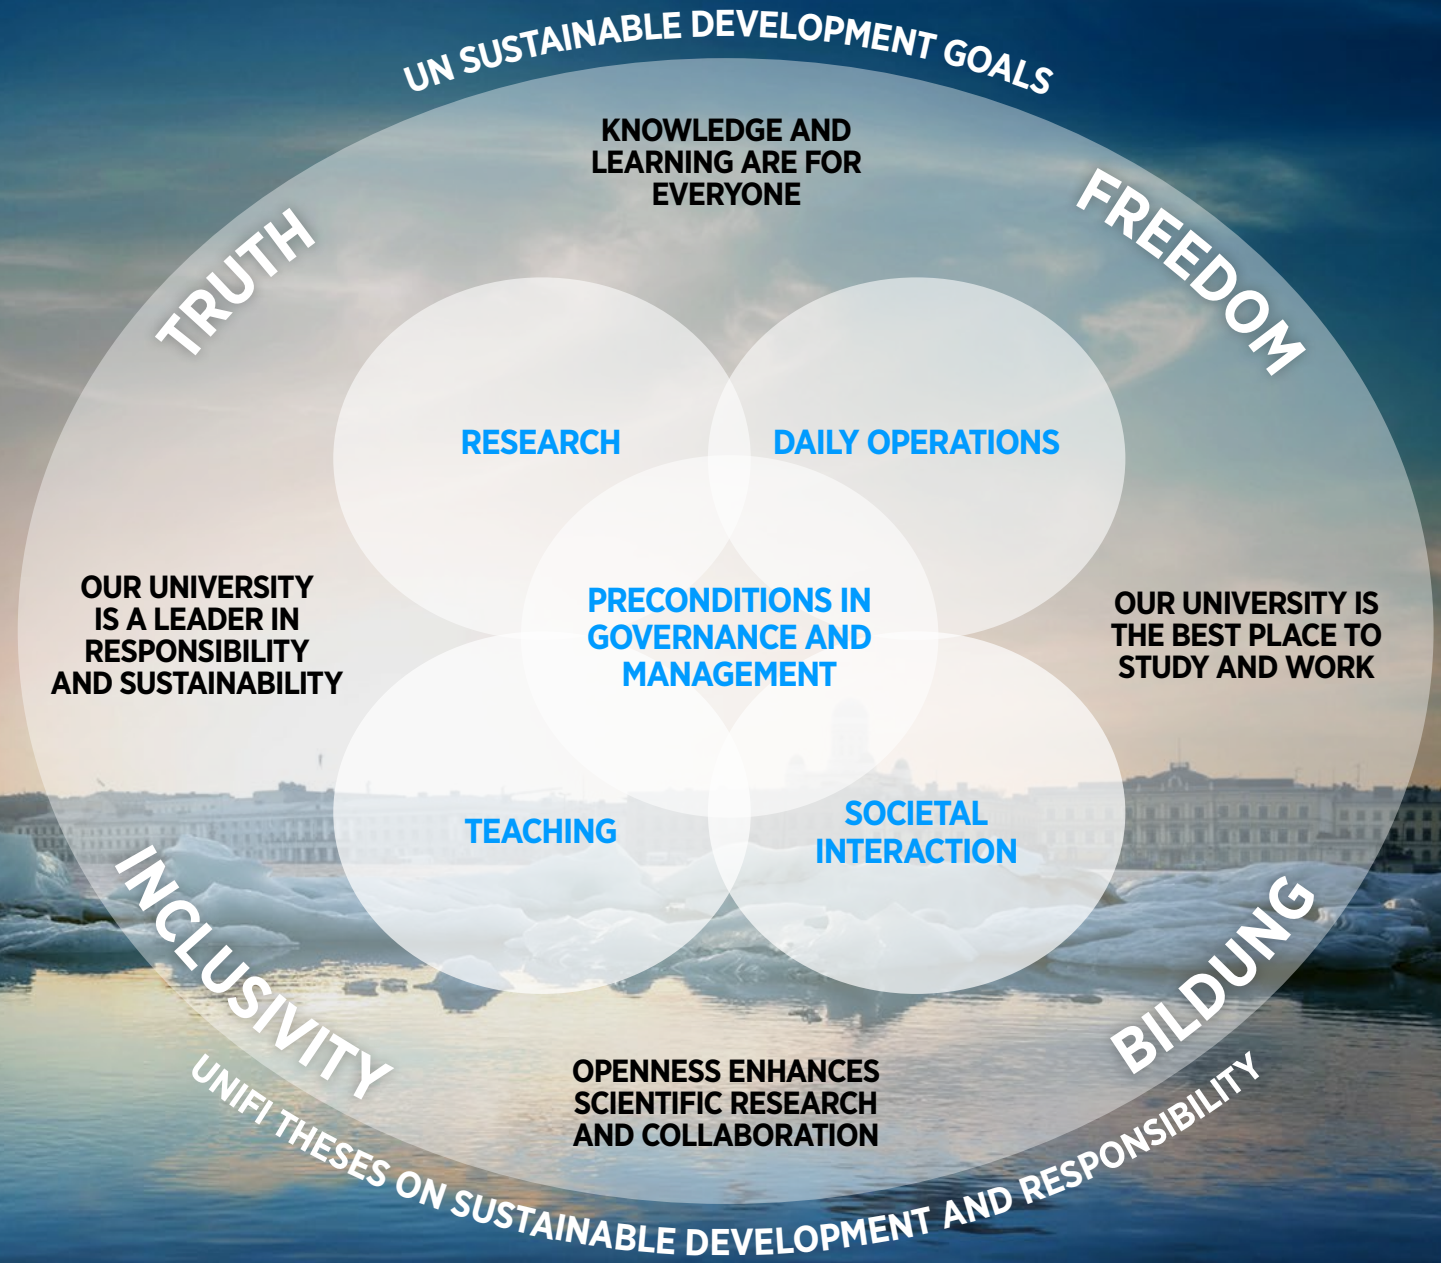 UN SUSTAINABLE DEVELOPMENT GOALS
KNOWLEDGE AND
LEARNING ARE FOR
EVERYONE
TRUTH
FREEDOM
RESEARCH
DAILY OPERATIONS
OUR UNIVERSITY
IS A LEADER IN
RESPONSIBILITY
AND SUSTAINABILITY
PRECONDITIONS IN
GOVERNANCE AND
MANAGEMENT
OUR UNIVERSITY IS
THE BEST PLACE TO
STUDY AND WORK
TEACHING
SOCIETAL
INTERACTION
INCLUSIVITY
BILDUNG
OPENNESS ENHANCES
SCIENTIFIC RESEARCH
AND COLLABORATION
UNIFI THESES ON SUSTAINABLE DEVELOPMENT AND RESPONSIBILITY